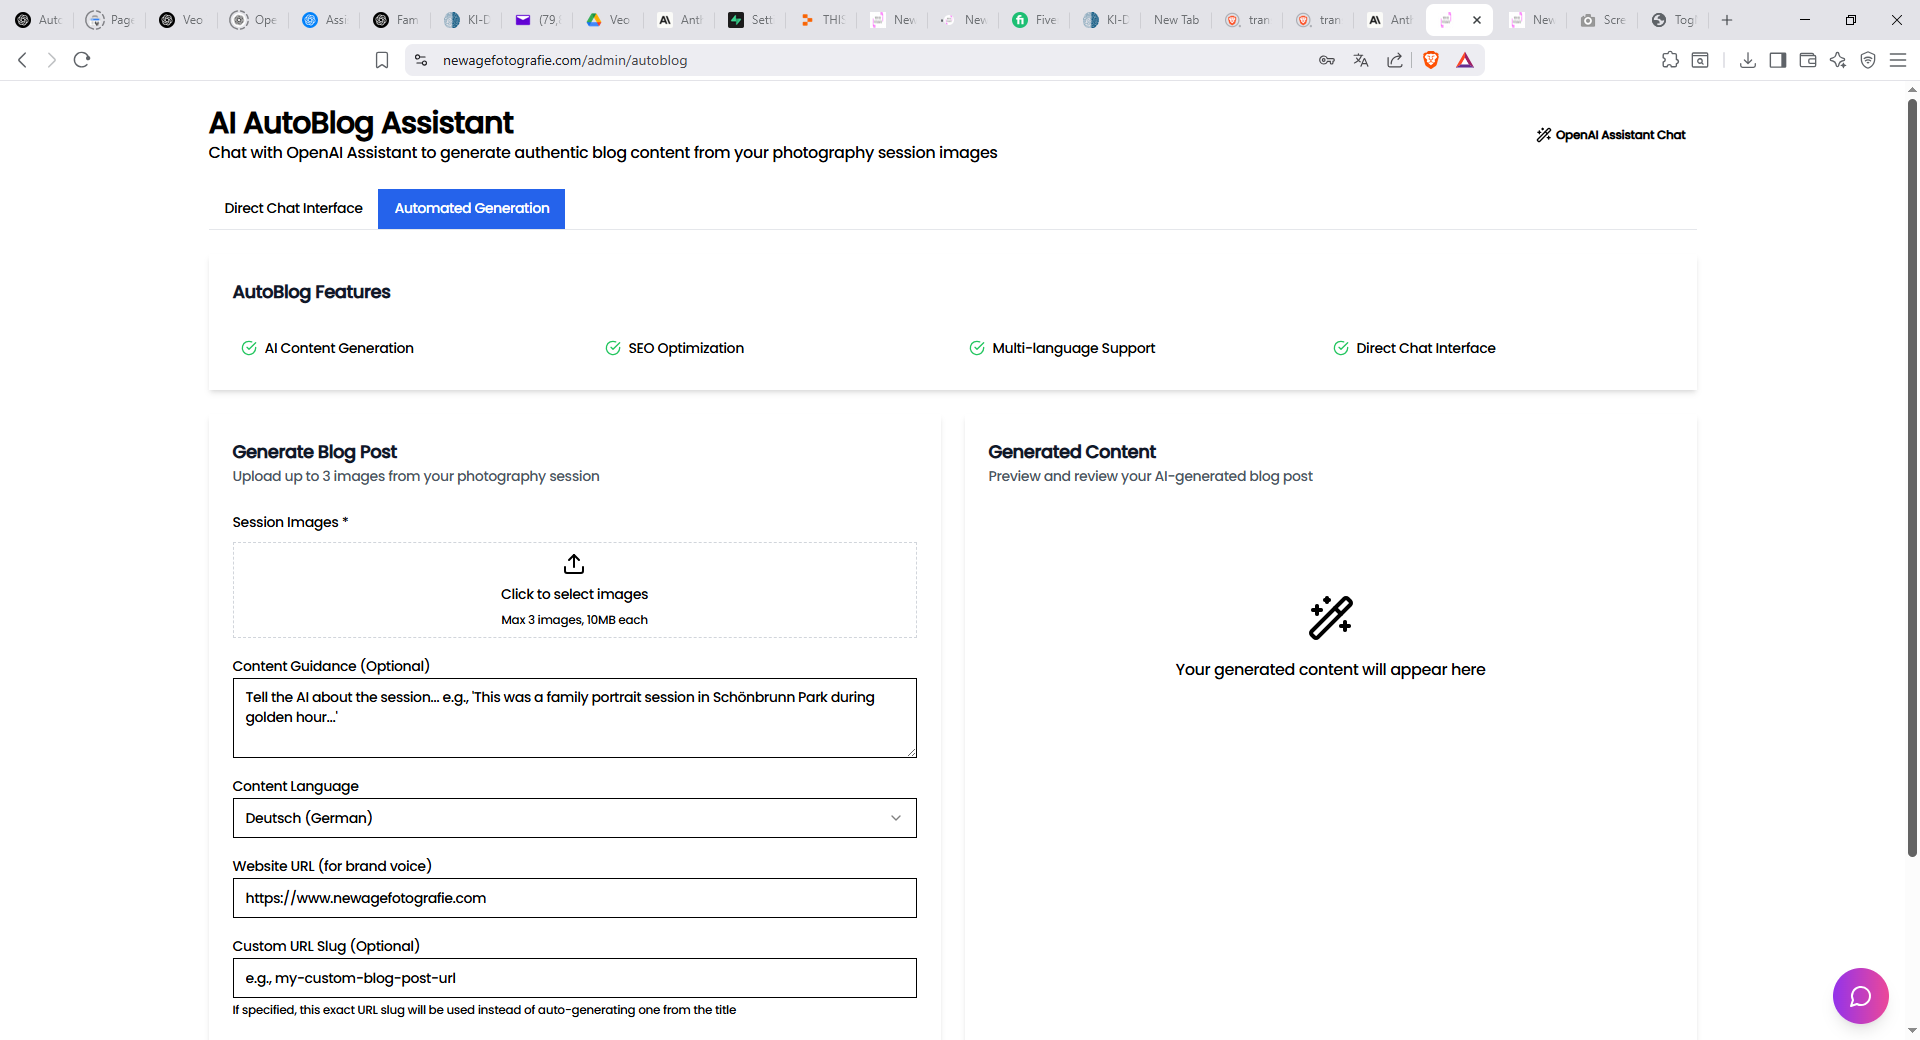 Auto
Page
Veo
Ope
Assi
Fam
KI-D
(79,
Veo
Anth
Sett
THIS
New
New
Five
KI-D
New Tab
tran
tran
Anth
New
Scre
Togl
newagefotografie.com/admin/autoblog
AI AutoBlog Assistant
Chat with OpenAI Assistant to generate authentic blog content from your photography session images
OpenAI Assistant Chat
Direct Chat Interface
Automated Generation
AutoBlog Features
AI Content Generation
SEO Optimization
Multi-language Support
Direct Chat Interface
Generate Blog Post
Upload up to 3 images from your photography session
Session Images *
Click to select images
Max 3 images, 10MB each
Content Guidance (Optional)
Tell the AI about the session... e.g., 'This was a family portrait session in Schönbrunn Park during
golden hour...'
Content Language
Deutsch (German)
Website URL (for brand voice)
https://www.newagefotografie.com
Custom URL Slug (Optional)
e.g., my-custom-blog-post-url
If specified, this exact URL slug will be used instead of auto-generating one from the title
Generated Content
Preview and review your AI-generated blog post
Your generated content will appear here